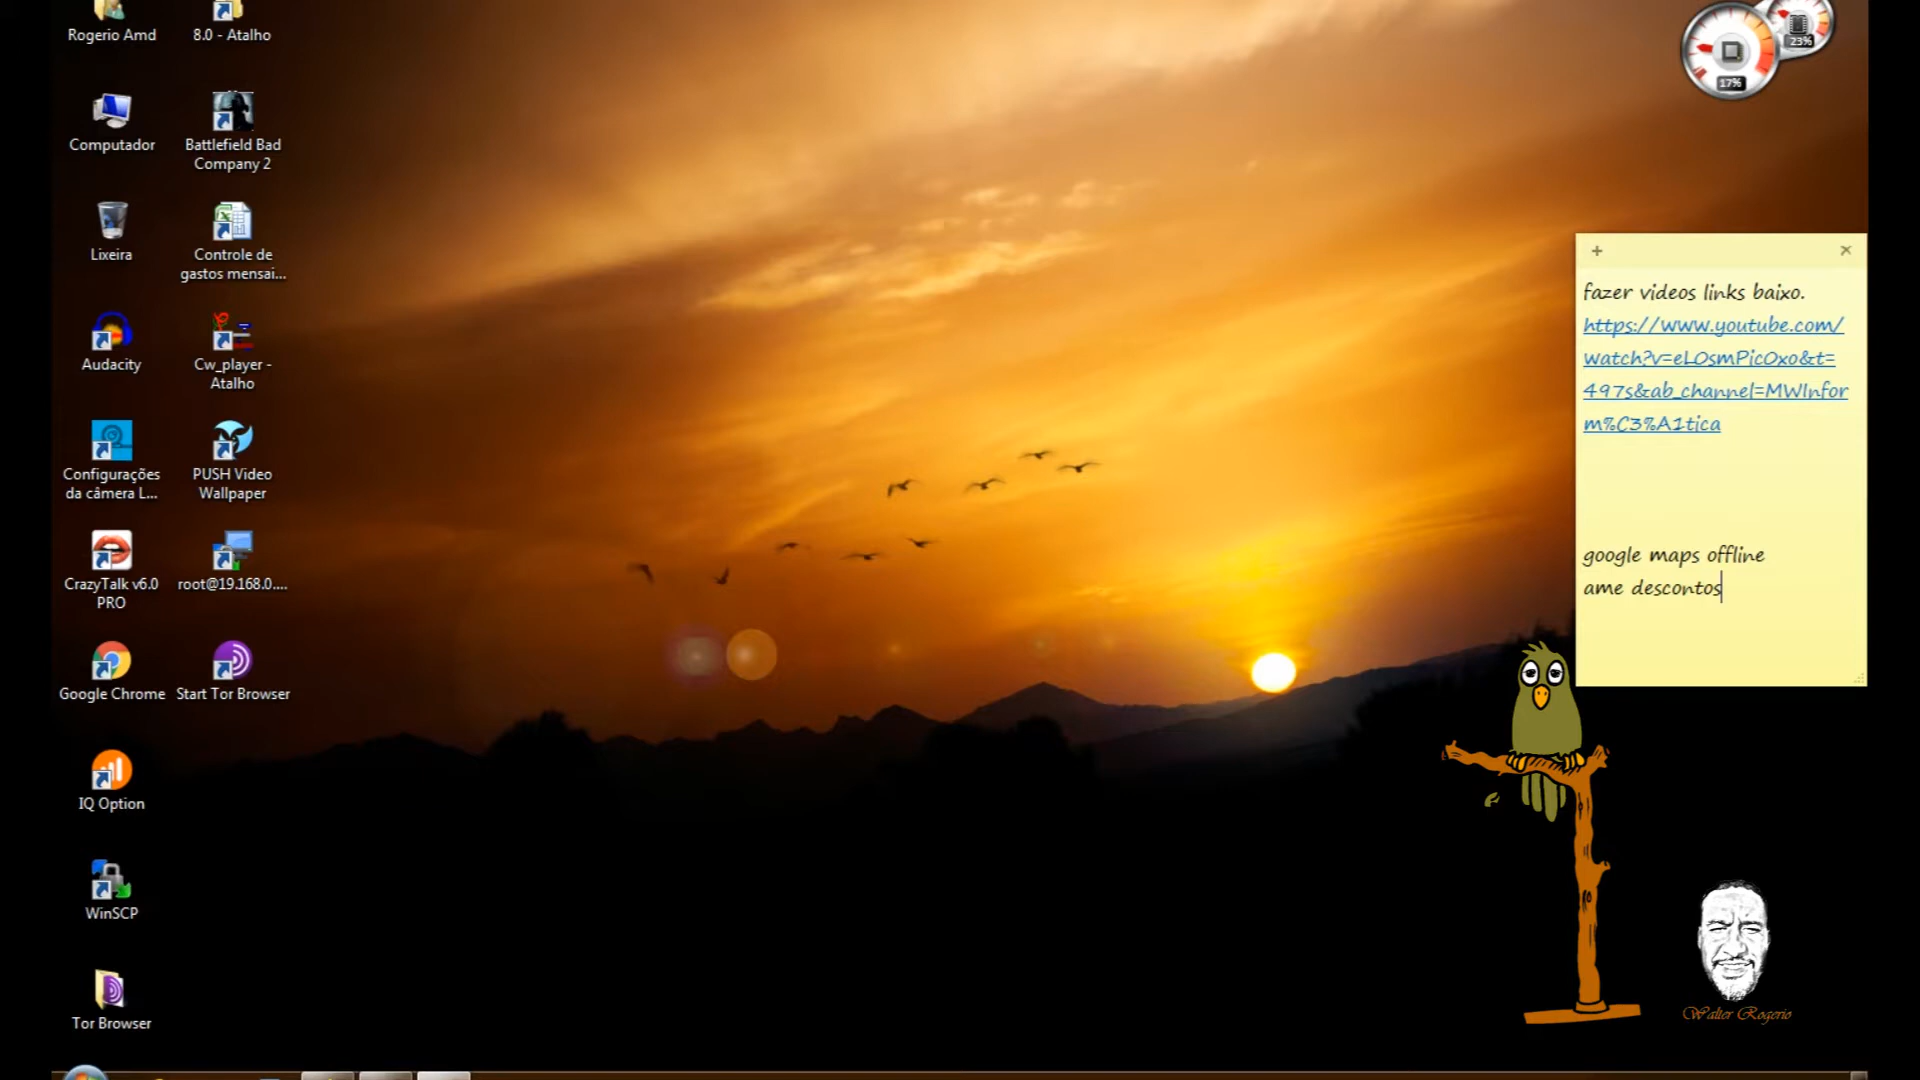 Rogerio Amd
8.0 - Atalho
Computador
Battlefield Bad
Company 2
Lixeira
Controle de
gastos mensai...
Audacity
Cw_player -
Atalho
Configurações
da câmera L...
PUSH Video
Wallpaper
CrazyTalk v6.0
PRO
root@19.168.0....
Google Chrome
Start Tor Browser
IQ Option
WinSCP
Tor Browser
17%
23%
fazer videos links baixo.
https://www.youtube.com/
watch?v=eL0smPicOxo&t=
497s&ab_channel=MWInfor
m%C3%A1tica
google maps offline
ame descontos
Walter Rogerio